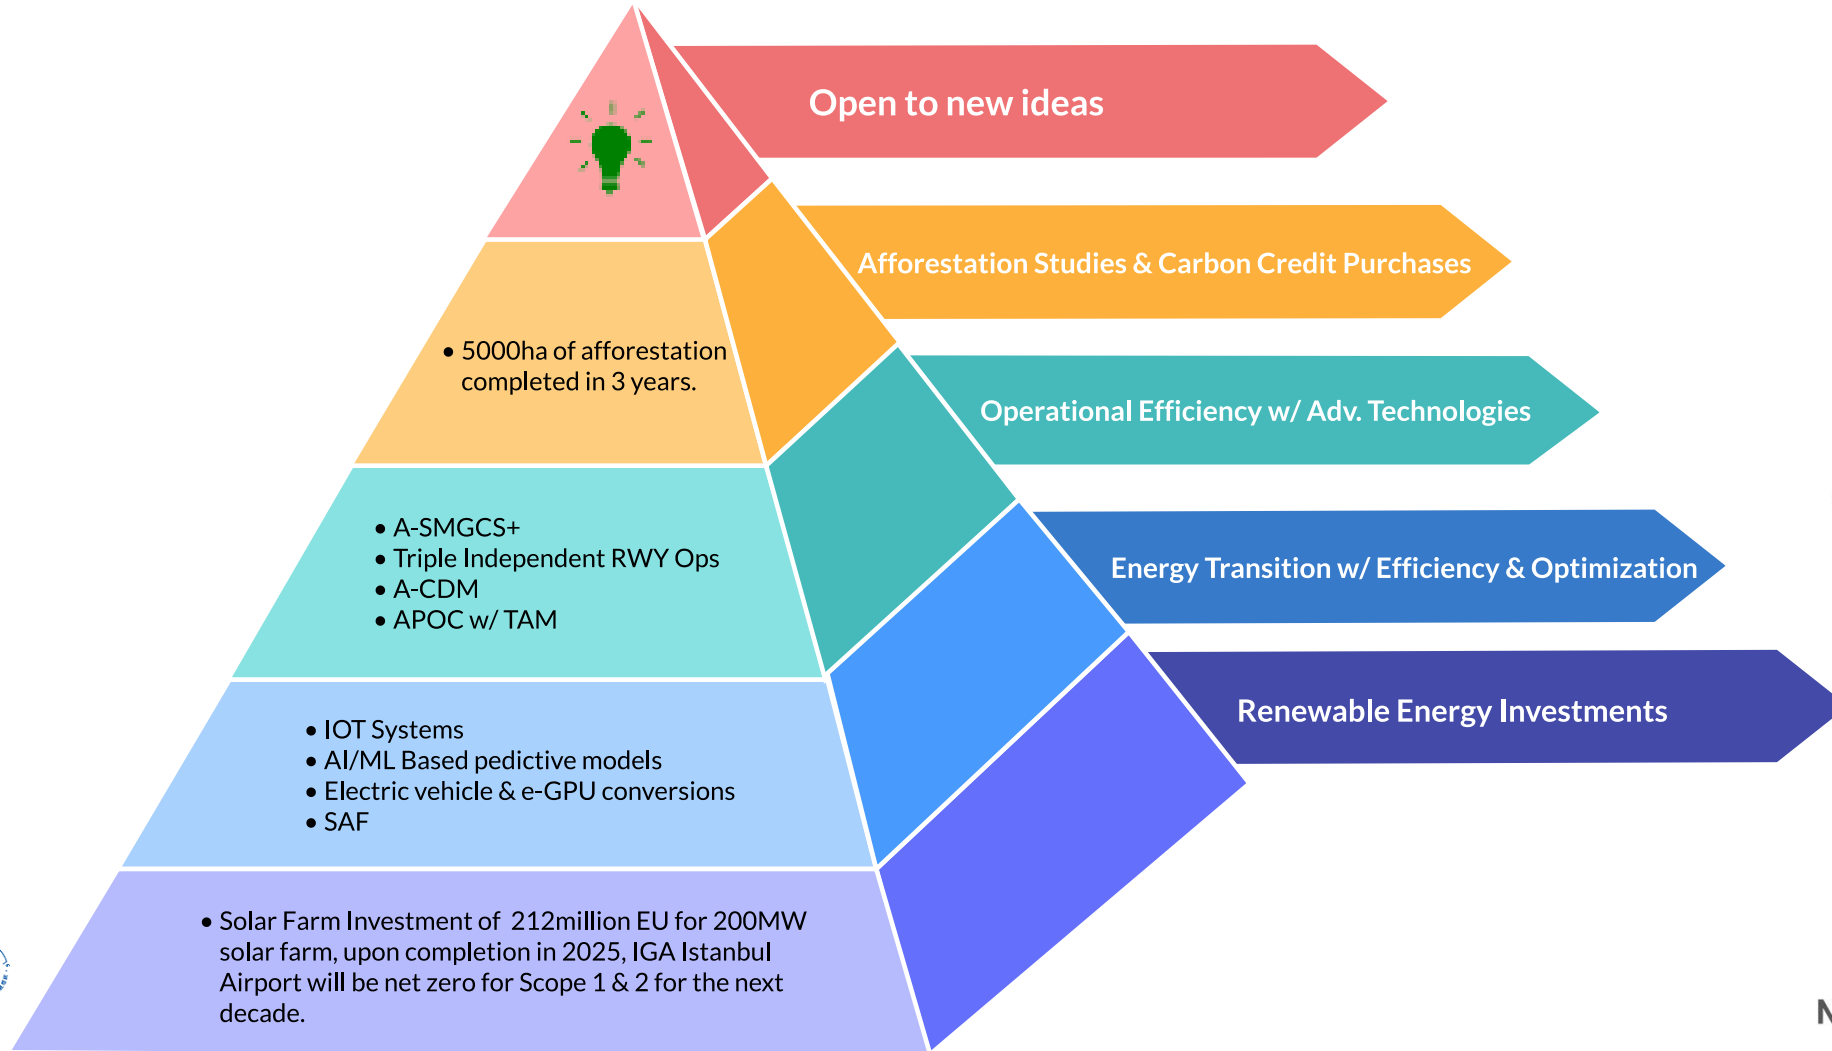 Open to new ideas
Afforestation Studies & Carbon Credit Purchases
• 5000ha of afforestation
completed in 3 years.
Operational Efficiency w/ Adv. Technologies
• A-SMGCS+
• Triple Independent RWY Ops
• A-CDM
• APOC w/ TAM
Energy Transition w/ Efficiency & Optimization
• IOT Systems
• AI/ML Based pedictive models
• Electric vehicle & e-GPU conversions
• SAF
Renewable Energy Investments
• Solar Farm Investment of  212million EU for 200MW
solar farm, upon completion in 2025, IGA Istanbul
Airport will be net zero for Scope 1 & 2 for the next
decade.